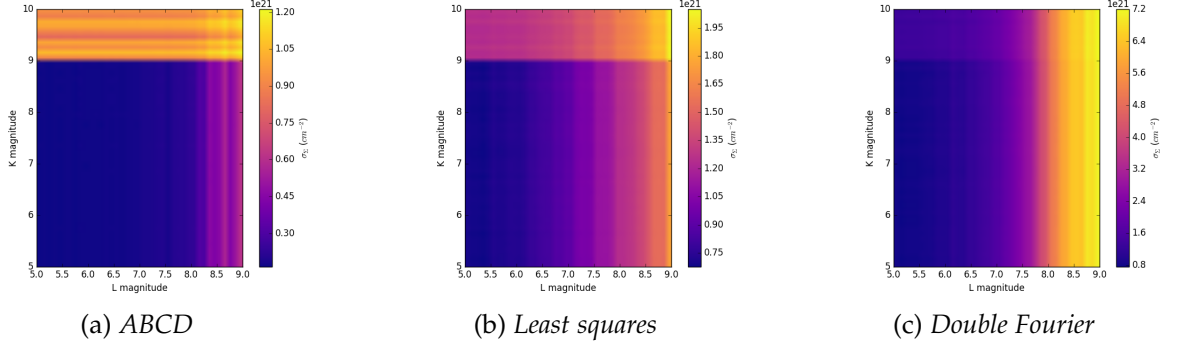 1e21
10
9
8
7
6
5
K magnitude
5.0 5.5 6.0 6.5 7.0 7.5 8.0 8.5 9.0
L magnitude
1.20
1.05
0.90
0.75
0.60
0.45
0.30
σ_Σ (cm⁻²)
(a) ABCD
1e21
10
9
8
7
6
5
K magnitude
5.0 5.5 6.0 6.5 7.0 7.5 8.0 8.5 9.0
L magnitude
1.95
1.80
1.65
1.50
1.35
1.20
1.05
0.90
0.75
σ_Σ (cm⁻²)
(b) Least squares
1e21
10
9
8
7
6
5
K magnitude
5.0 5.5 6.0 6.5 7.0 7.5 8.0 8.5 9.0
L magnitude
7.2
6.4
5.6
4.8
4.0
3.2
2.4
1.6
0.8
σ_Σ (cm⁻²)
(c) Double Fourier